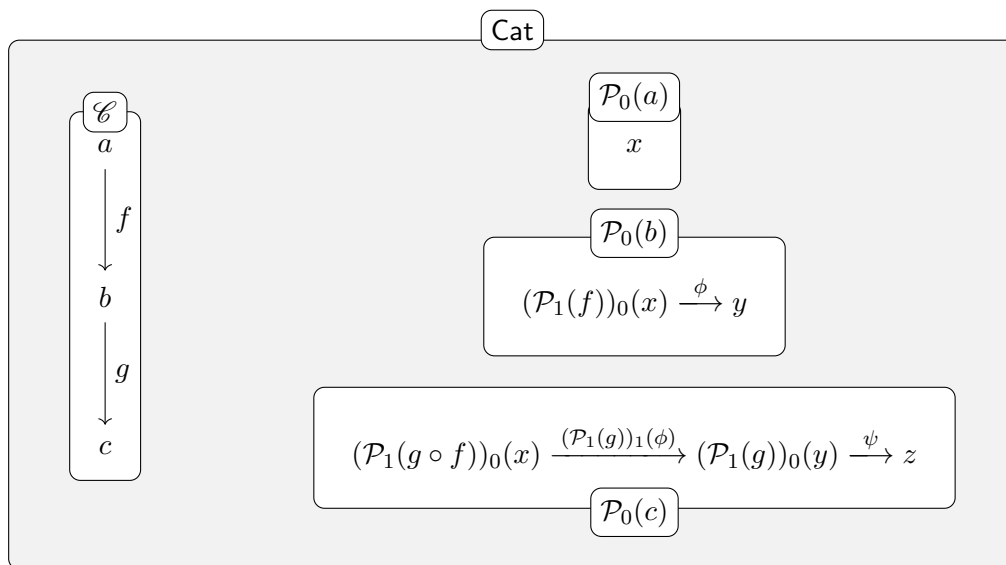 Cat
𝒞
a
f
b
g
c
𝒫₀(a)
x
𝒫₀(b)
(𝒫₁(f))₀(x) —ϕ→ y
(𝒫₁(g ∘ f))₀(x) —(𝒫₁(g))₁(ϕ)→ (𝒫₁(g))₀(y) —ψ→ z
𝒫₀(c)